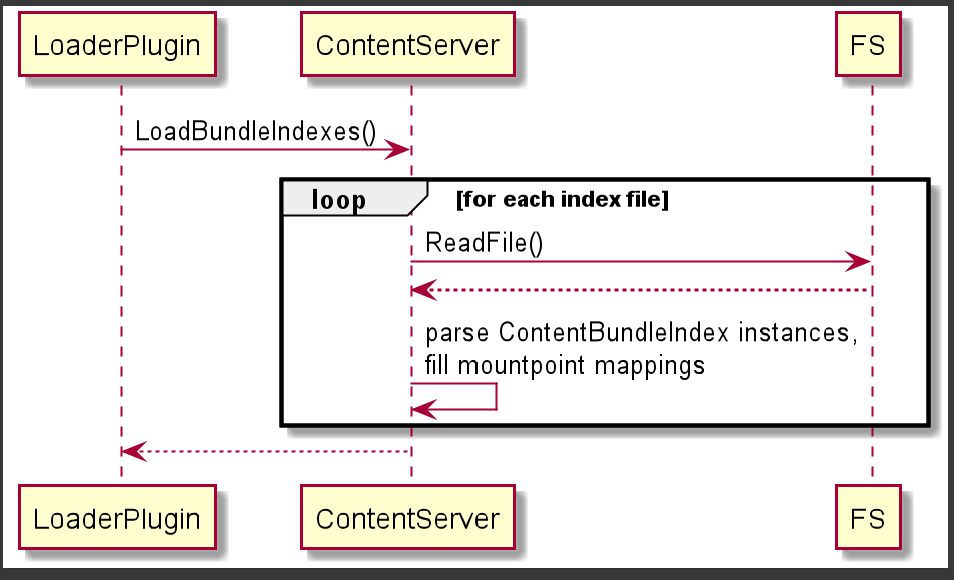 LoaderPlugin
ContentServer
FS
LoadBundleIndexes()
loop
[for each index file]
ReadFile()
parse ContentBundleIndex instances,
fill mountpoint mappings
LoaderPlugin
ContentServer
FS